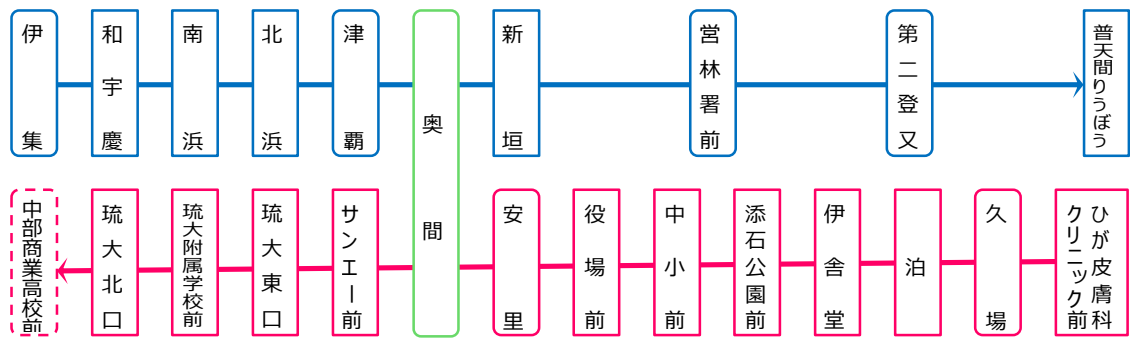 伊集
和宇慶
南浜
北浜
津覇
奥間
新垣
営林署前
第二登又
普天間りうぼう
中部商業高校前
琉大北口
琉大附属学校前
琉大東口
サンエー前
安里
役場前
中小前
添石公園前
伊舎堂
泊
久場
ひが皮膚科
クリニック前